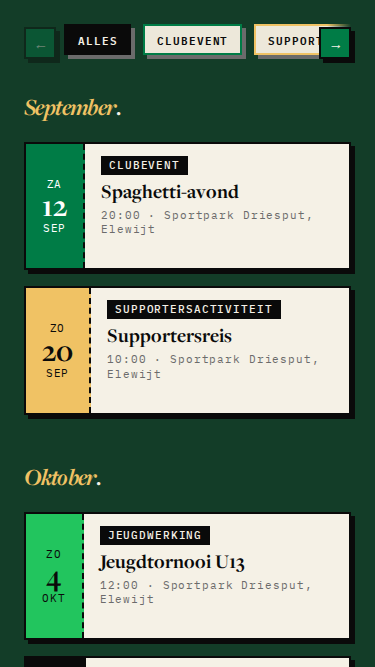 ← ALLES CLUBEVENT SUPPORT →
September.
ZA
12
SEP
CLUBEVENT
Spaghetti-avond
20:00 · Sportpark Driesput,
Elewijt
ZO
20
SEP
SUPPORTERSACTIVITEIT
Supportersreis
10:00 · Sportpark Driesput,
Elewijt
Oktober.
ZO
4
OKT
JEUGDWERKING
Jeugdtornooi U13
12:00 · Sportpark Driesput,
Elewijt